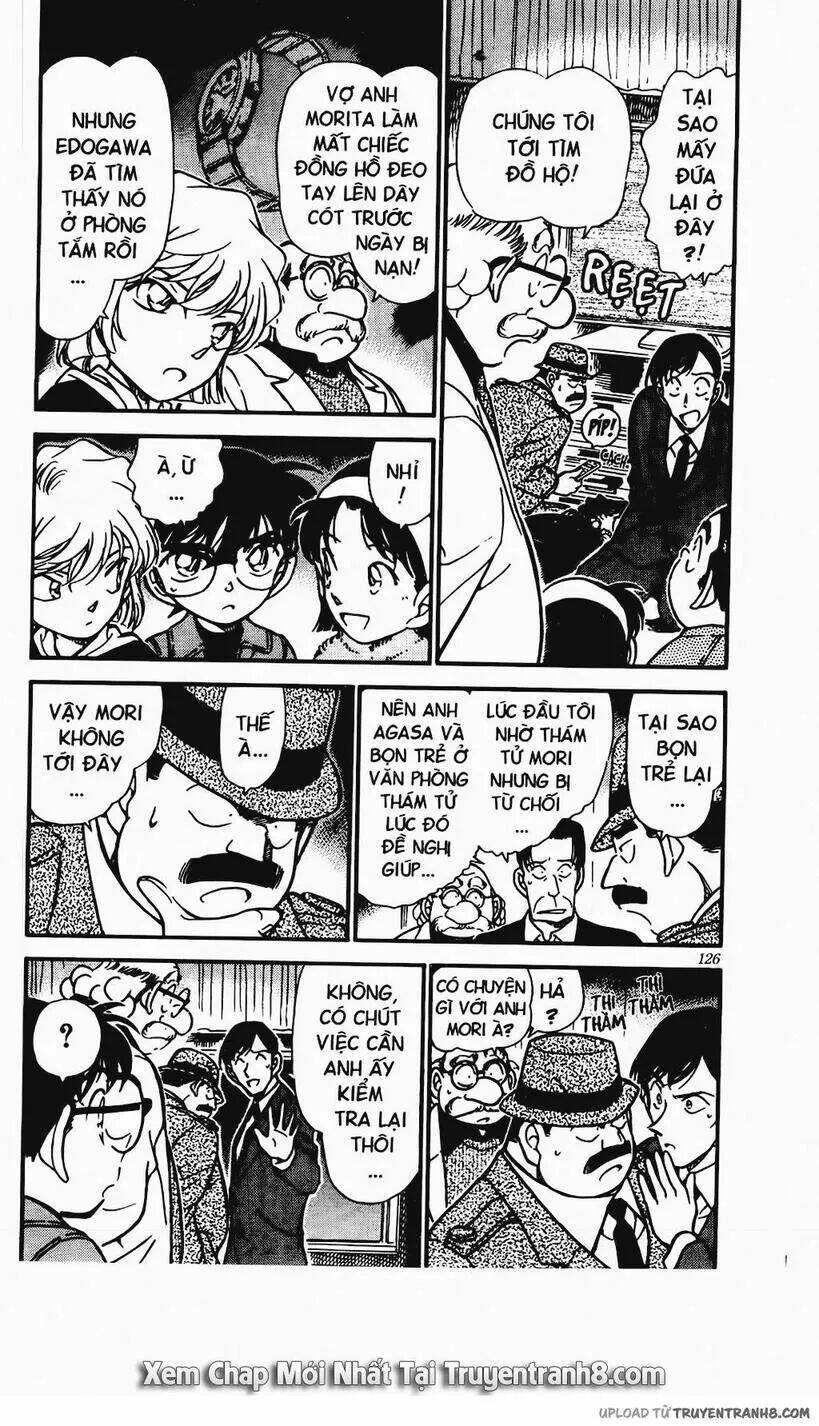 TẠI
SAO
MẤY
ĐỨA
LẠI Ở
ĐÂY
?!
CHÚNG TÔI
TỚI TÌM
ĐỒ HỘ!
RẸẸT
PÍP!
CẠCH
VỢ ANH
MORITA LÀM
MẤT CHIẾC
ĐỒNG HỒ ĐEO
TAY LÊN DÂY
CÓT TRƯỚC
NGÀY BỊ
NẠN!
NHƯNG
EDOGAWA
ĐÃ TÌM
THẤY NÓ
Ở PHÒNG
TẮM RỒI
...
NHỈ
!
À, Ừ
...
TẠI SAO
BỌN
TRẺ LẠI
...
LÚC ĐẦU TÔI
NHỜ THÁM
TỬ MORI
NHƯNG BỊ
TỪ CHỐI
...
NÊN ANH
AGASA VÀ
BỌN TRẺ Ở
VĂN PHÒNG
THÁM TỬ
LÚC ĐÓ
ĐỀ NGHỊ
GIÚP...
THẾ
À...
VẬY MORI
KHÔNG
TỚI ĐÂY
...
126
THÌ
THẦM
THÌ
THẦM
HẢ
?
CÓ CHUYỆN
GÌ VỚI ANH
MORI À?
KHÔNG,
CÓ CHÚT
VIỆC CẦN
ANH ẤY
KIỂM
TRA LẠI
THÔI
...
?
Xem Chap Mới Nhất Tại Truyentranh8.com
UPLOAD TỪ TRUYENTRANH8.COM